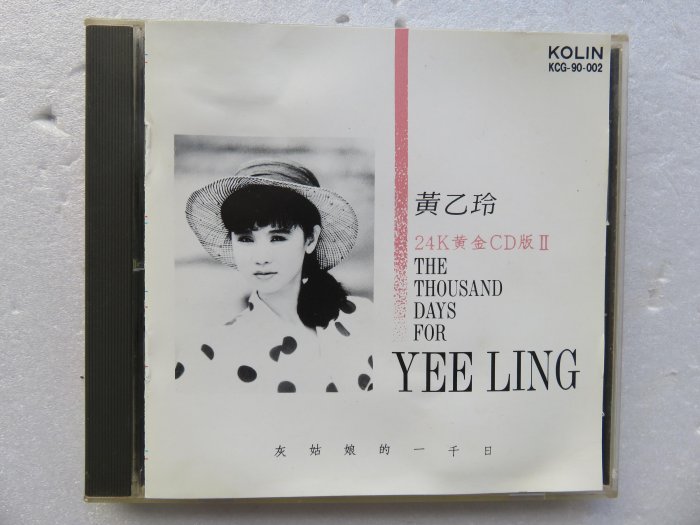 KOLIN
KCG-90-002
黃乙玲
24K黄金CD版II
THE
THOUSAND
DAYS
FOR
YEE LING
灰姑娘的一千日